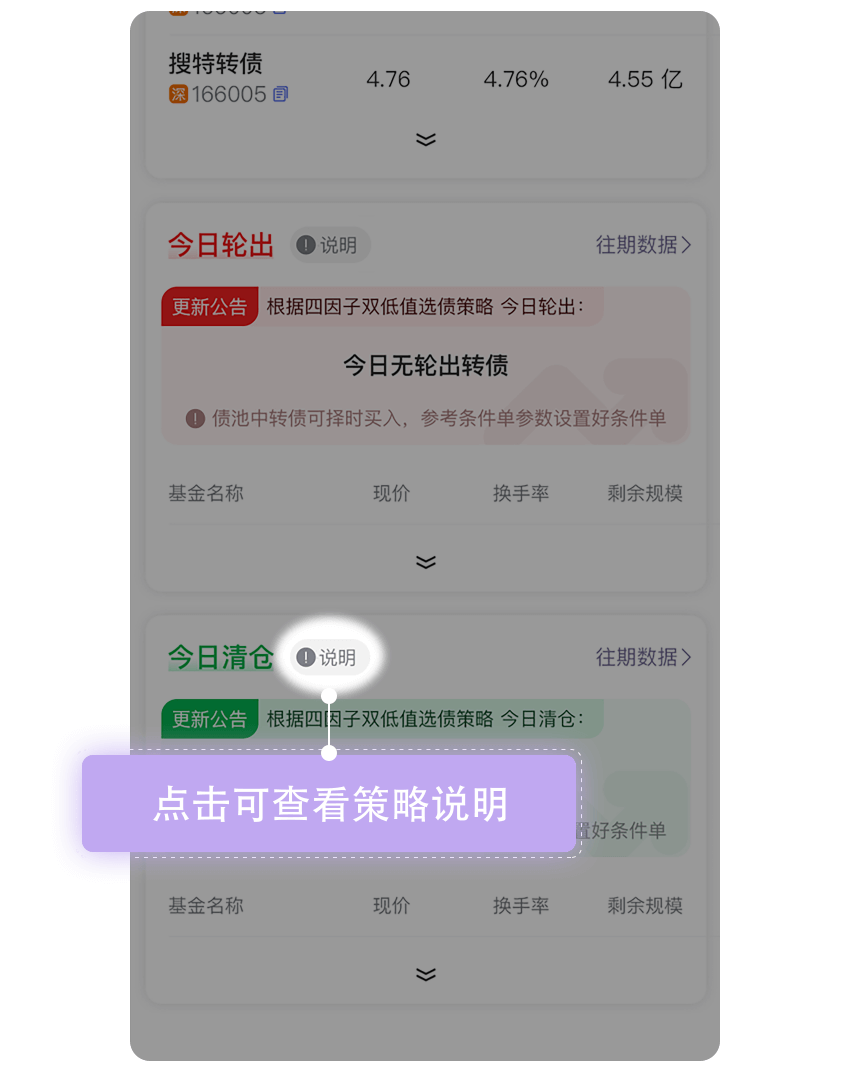 搜特转债
深 166005
4.76 4.76% 4.55 亿
今日轮出 ! 说明 往期数据
更新公告 根据四因子双低值选债策略 今日轮出：
今日无轮出转债
! 债池中转债可择时买入，参考条件单参数设置好条件单
基金名称 现价 换手率 剩余规模
今日清仓 ! 说明 往期数据
更新公告 根据四因子双低值选债策略 今日清仓：
点击可查看策略说明
置好条件单
基金名称 现价 换手率 剩余规模